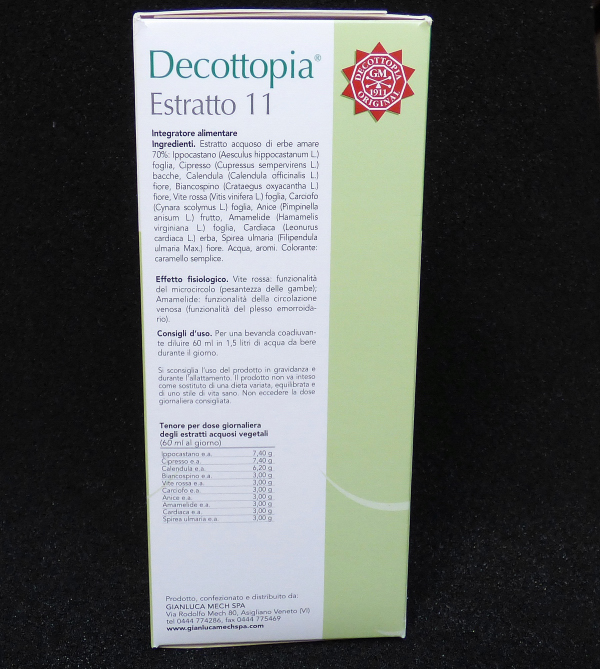 Decottopia®
Estratto 11
DECOTTOPIA
GM
1911
ORIGINAL
Integratore alimentare
Ingredienti. Estratto acquoso di erbe amare
70%: Ippocastano (Aesculus hippocastanum L.)
foglia, Cipresso (Cupressus sempervirens L.)
bacche, Calendula (Calendula officinalis L.)
fiore, Biancospino (Crataegus oxyacantha L.)
fiore, Vite rossa (Vitis vinifera L.) foglia, Carciofo
(Cynara scolymus L.) foglia, Anice (Pimpinella
anisum L.) frutto, Amamelide (Hamamelis
virginiana L.) foglia, Cardiaca (Leonurus
cardiaca L.) erba, Spirea ulmaria (Filipendula
ulmaria Max.) fiore. Acqua, aromi. Colorante:
caramello semplice.
Effetto fisiologico. Vite rossa: funzionalità
del microcircolo (pesantezza delle gambe);
Amamelide: funzionalità della circolazione
venosa (funzionalità del plesso emorroida-
rio).
Consigli d'uso. Per una bevanda coadiuvan-
te diluire 60 ml in 1,5 litri di acqua da bere
durante il giorno.
Si sconsiglia l'uso del prodotto in gravidanza e
durante l'allattamento. Il prodotto non va inteso
come sostituto di una dieta variata, equilibrata e
di uno stile di vita sano. Non eccedere la dose
giornaliera consigliata.
Tenore per dose giornaliera
degli estratti acquosi vegetali
(60 ml al giorno)
Ippocastano e.a. 7,40 g
Cipresso e.a. 7,40 g
Calendula e.a. 6,20 g
Biancospino e.a. 3,00 g
Vite rossa e.a. 3,00 g
Carciofo e.a. 3,00 g
Anice e.a. 3,00 g
Amamelide e.a. 3,00 g
Cardiaca e.a. 3,00 g
Spirea ulmaria e.a. 3,00 g
Prodotto, confezionato e distribuito da:
GIANLUCA MECH SPA
Via Rodolfo Mech 80, Asigliano Veneto (VI)
tel 0444 774286, fax 0444 775469
www.gianlucamechspa.com